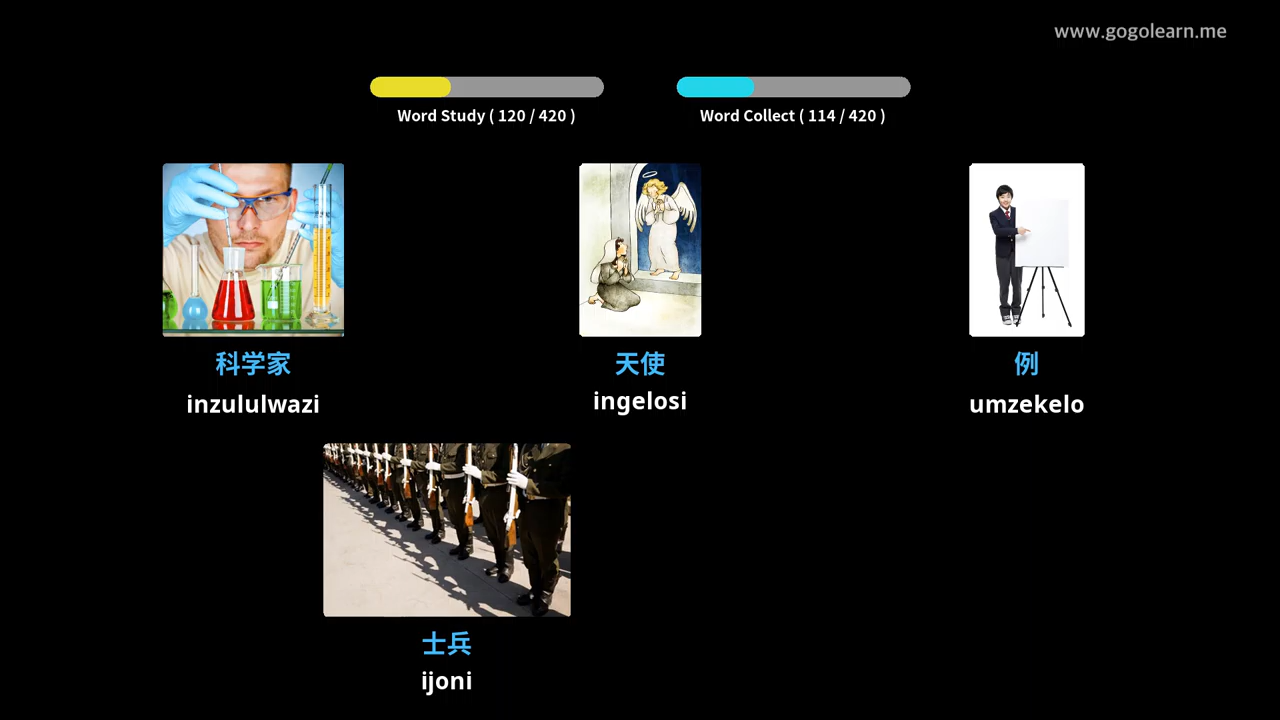 www.gogolearn.me
Word Study ( 120 / 420 )
Word Collect ( 114 / 420 )
科学家
inzululwazi
天使
ingelosi
例
umzekelo
士兵
ijoni